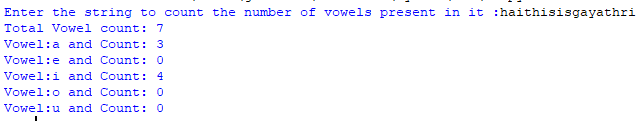 Enter the string to count the number of vowels present in it :haithisisgayathri
Total Vowel count: 7
Vowel:a and Count: 3
Vowel:e and Count: 0
Vowel:i and Count: 4
Vowel:o and Count: 0
Vowel:u and Count: 0